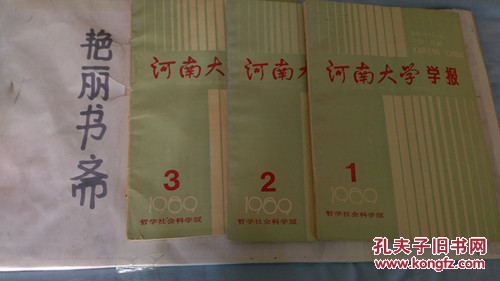 艳丽书斋
河南大
3
1989
哲学社会科学版
河南大
2
1989
哲学社会科学版
河南大学 学报
1
1989
哲学社会科学版
孔夫子旧书网
www.kongfz.com